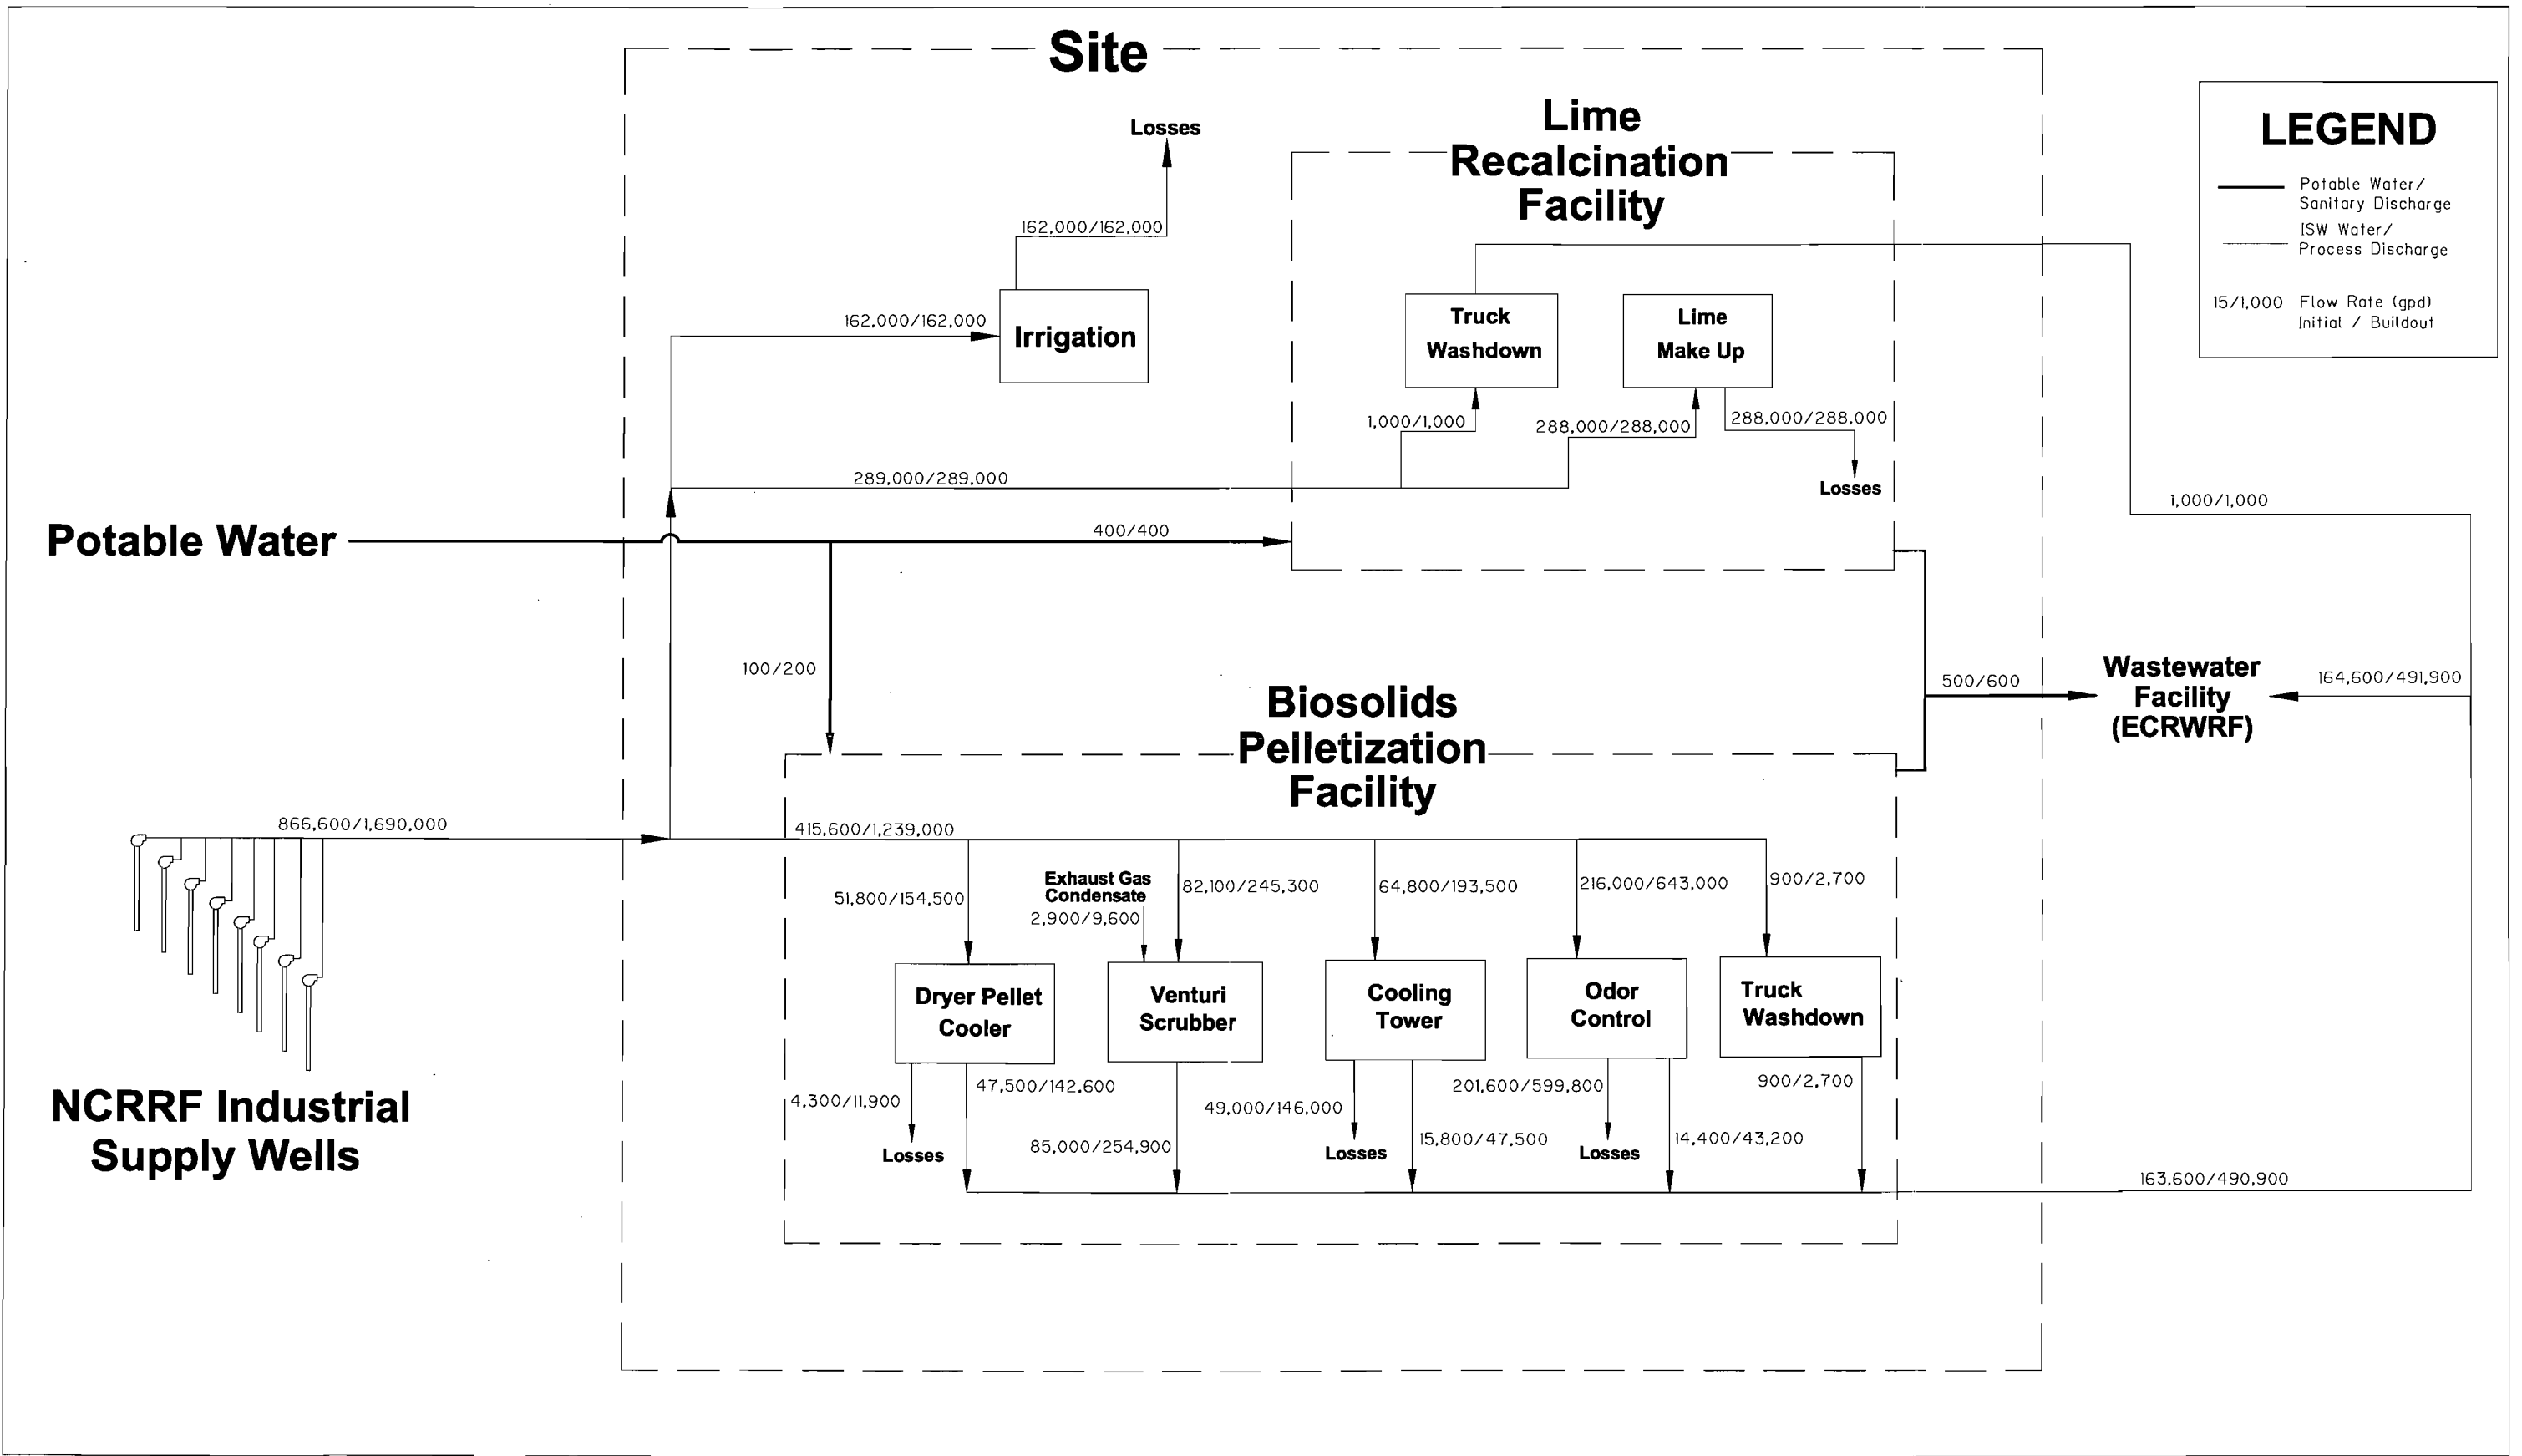 Site
Losses
Lime
Recalcination
Facility
LEGEND
Potable Water/
Sanitary Discharge
ISW Water/
Process Discharge
15/1,000 Flow Rate (gpd)
Initial / Buildout
162,000/162,000
162,000/162,000
Irrigation
Truck
Washdown
Lime
Make Up
1,000/1,000
288,000/288,000
288,000/288,000
Losses
289,000/289,000
1,000/1,000
Potable Water
400/400
100/200
500/600
Wastewater
Facility
(ECRWRF)
164,600/491,900
Biosolids
Pelletization
Facility
866,600/1,690,000
415,600/1,239,000
51,800/154,500
Exhaust Gas
Condensate
2,900/9,600
82,100/245,300
64,800/193,500
216,000/643,000
900/2,700
Dryer Pellet
Cooler
Venturi
Scrubber
Cooling
Tower
Odor
Control
Truck
Washdown
4,300/11,900
47,500/142,600
Losses
85,000/254,900
49,000/146,000
Losses
15,800/47,500
201,600/599,800
Losses
14,400/43,200
900/2,700
163,600/490,900
NCRRF Industrial
Supply Wells